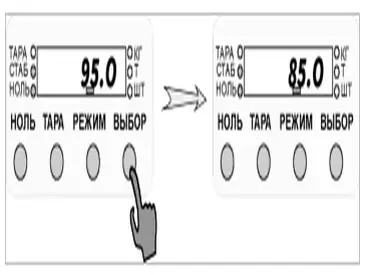 ТАРА КГ
СТАБ 95.0 Т
НОЛЬ ШТ
НОЛЬ ТАРА РЕЖИМ ВЫБОР
ТАРА КГ
СТАБ 85.0 Т
НОЛЬ ШТ
НОЛЬ ТАРА РЕЖИМ ВЫБОР